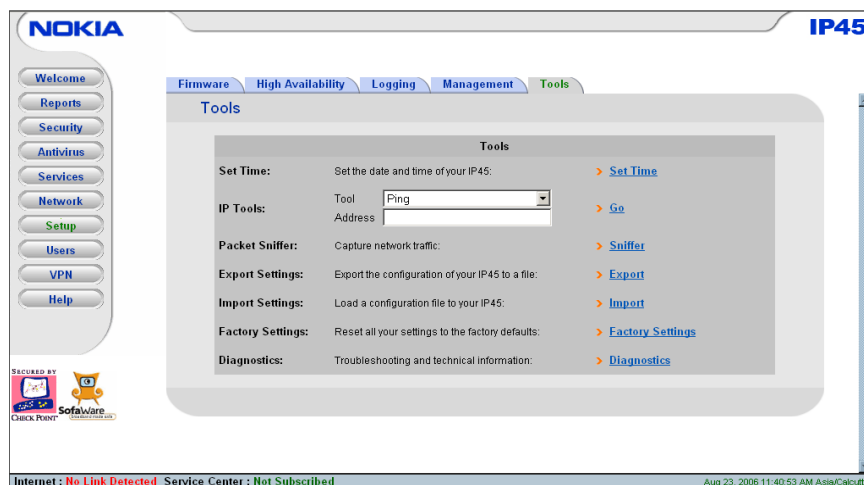 NOKIA
IP45
Welcome
Reports
Security
Antivirus
Services
Network
Setup
Users
VPN
Help
Firmware High Availability Logging Management Tools
Tools
Tools
Set Time: Set the date and time of your IP45: Set Time
IP Tools: Tool Ping Go
Address
Packet Sniffer: Capture network traffic: Sniffer
Export Settings: Export the configuration of your IP45 to a file: Export
Import Settings: Load a configuration file to your IP45: Import
Factory Settings: Reset all your settings to the factory defaults: Factory Settings
Diagnostics: Troubleshooting and technical information: Diagnostics
SECURED BY
CHECK POINT
SofaWare
Internet : No Link Detected Service Center : Not Subscribed Aug 23, 2006 11:40:53 AM Asia/Calcutt